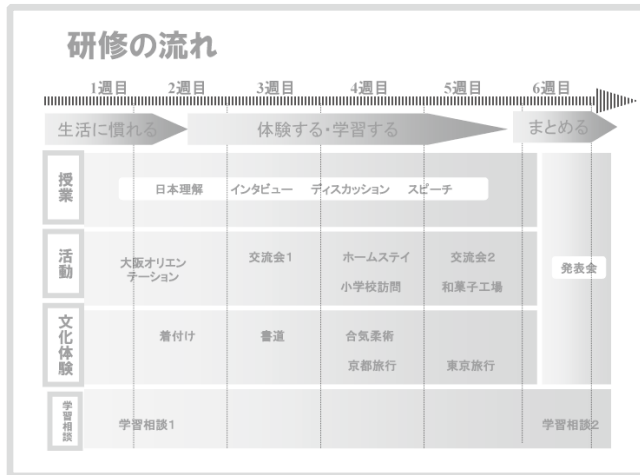 研修の流れ
1週目 2週目 3週目 4週目 5週目 6週目
生活に慣れる 体験する・学習する まとめる
授業
日本理解 インタビュー ディスカッション スピーチ
活動
大阪オリエン
テーション
交流会1 ホームステイ 交流会2
小学校訪問 和菓子工場
発表会
文化体験
着付け 書道 合気柔術
京都旅行 東京旅行
学習相談
学習相談1 学習相談2